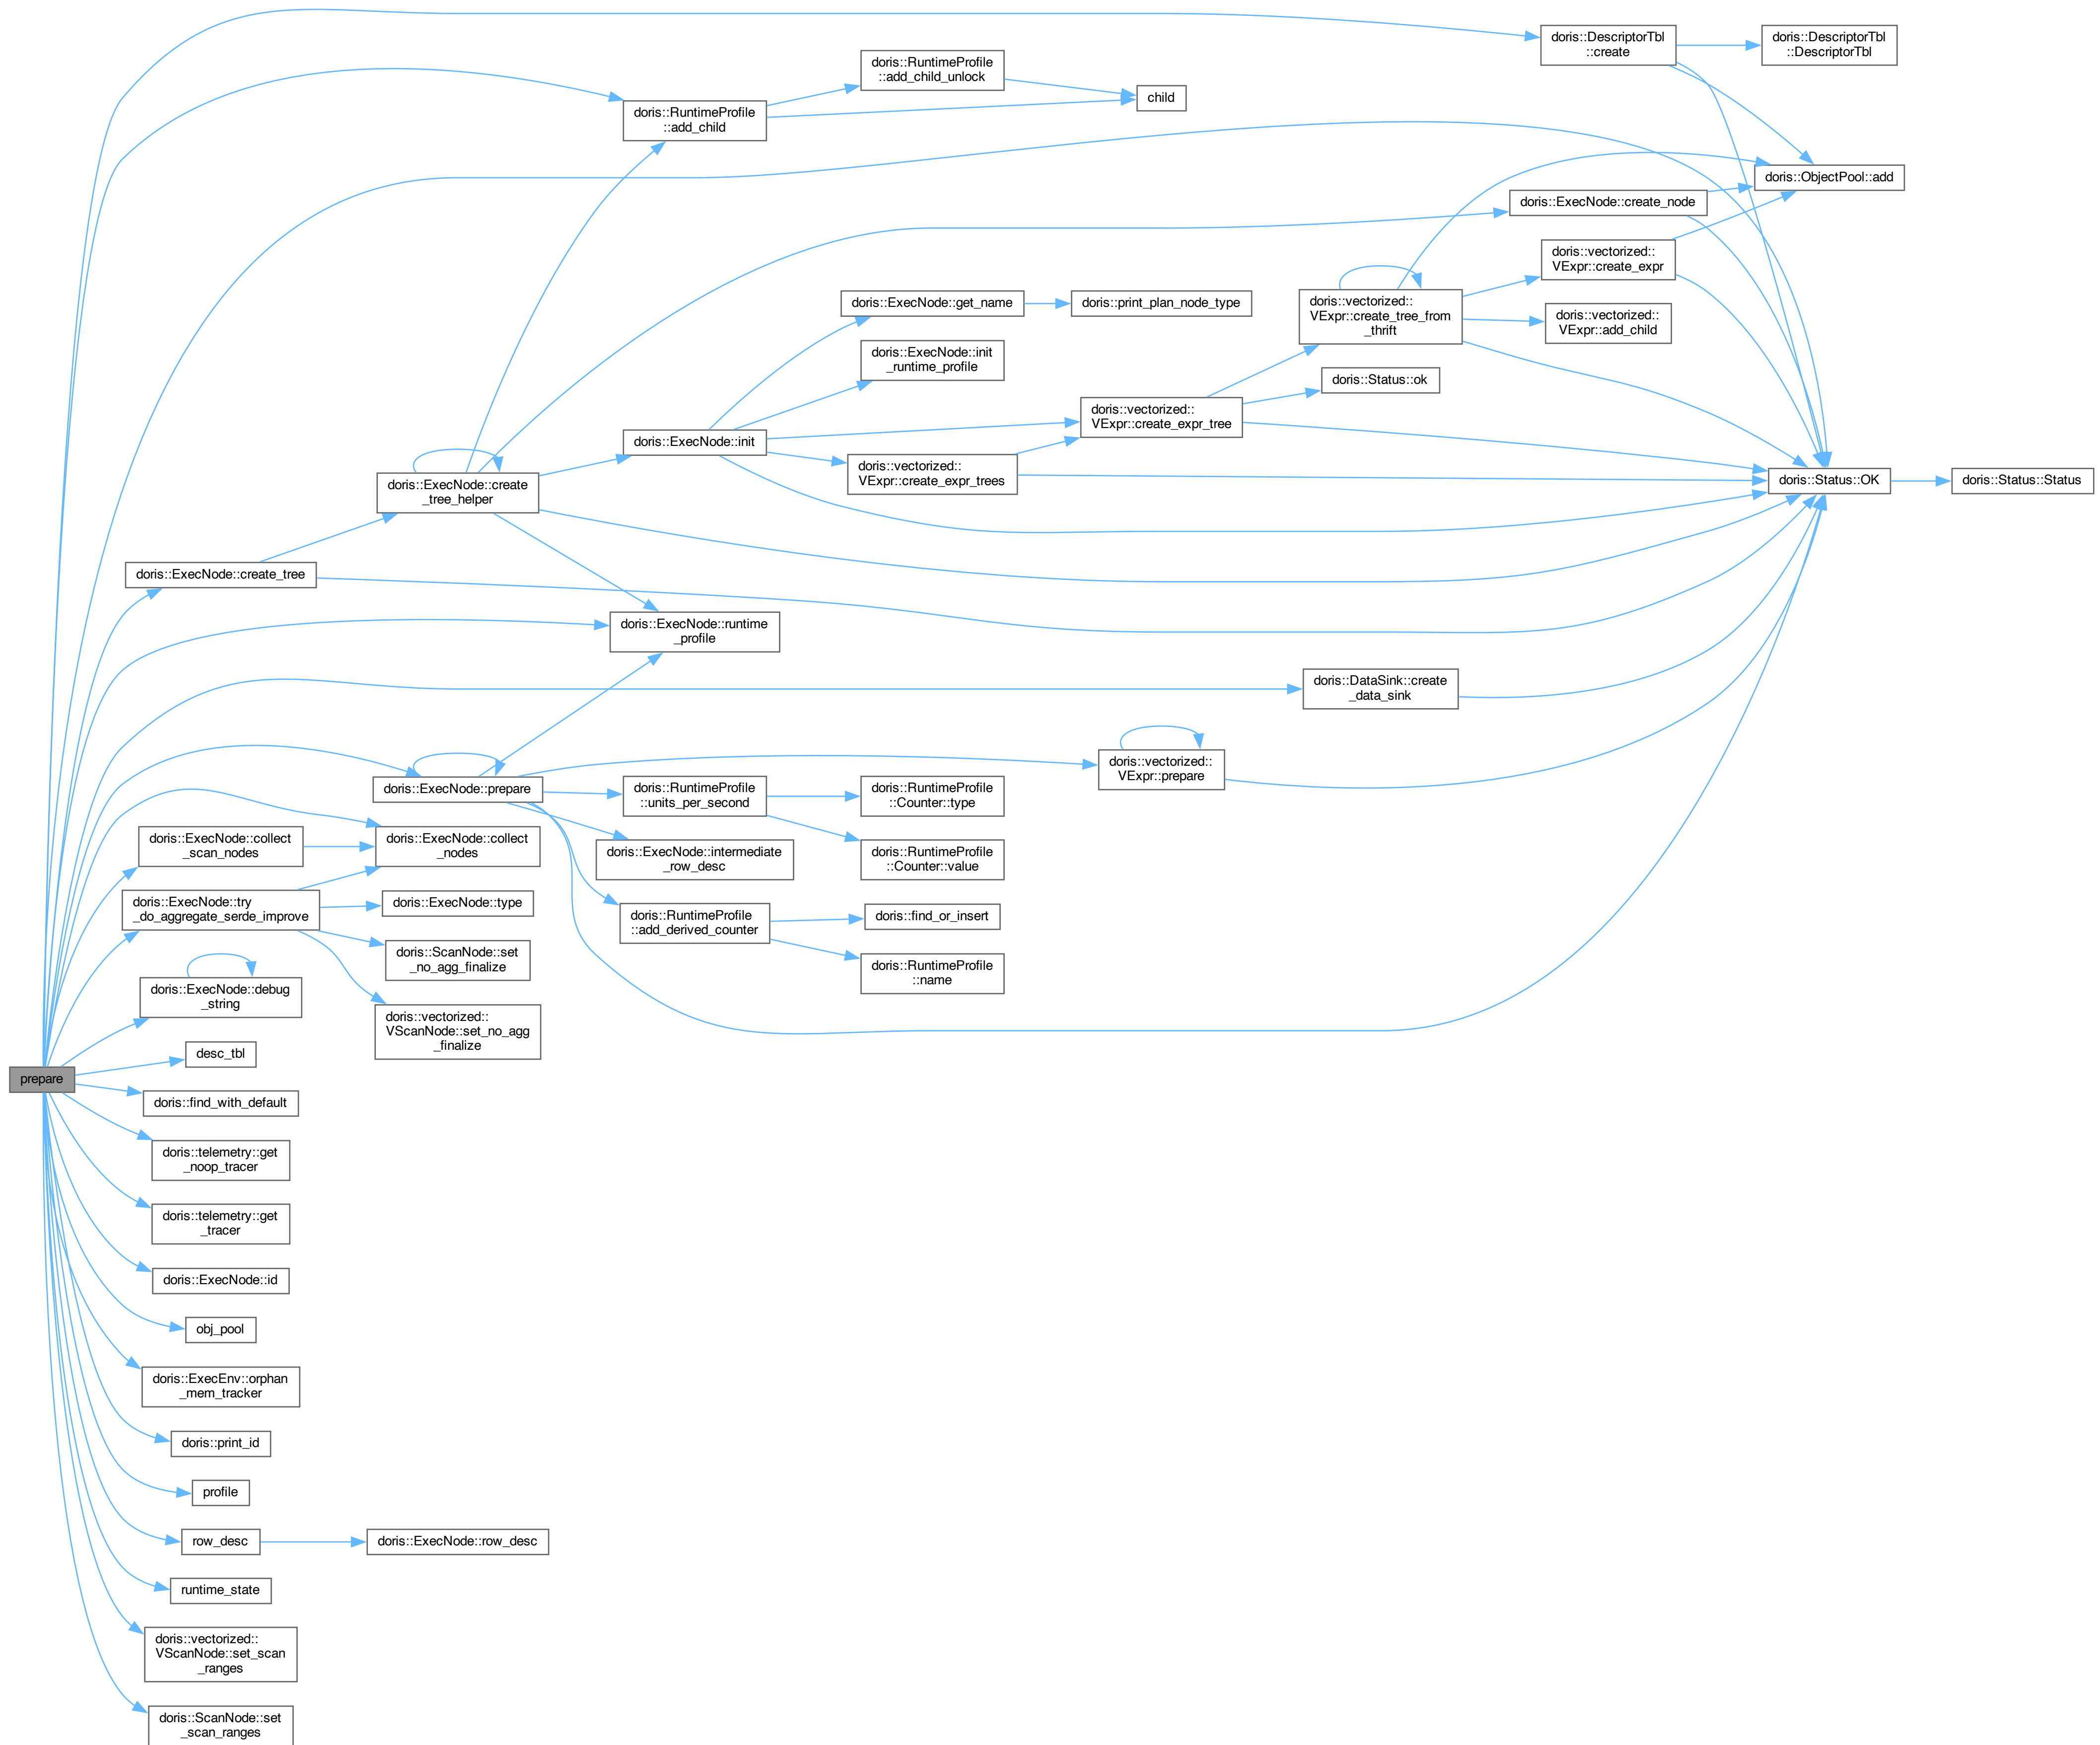 doris::DescriptorTbl
::create
doris::DescriptorTbl
::DescriptorTbl
doris::RuntimeProfile
::add_child_unlock
child
doris::RuntimeProfile
::add_child
doris::ObjectPool::add
doris::ExecNode::create_node
doris::vectorized::
VExpr::create_expr
doris::ExecNode::get_name
doris::print_plan_node_type
doris::vectorized::
VExpr::create_tree_from
_thrift
doris::vectorized::
VExpr::add_child
doris::ExecNode::init
_runtime_profile
doris::Status::ok
doris::vectorized::
VExpr::create_expr_tree
doris::ExecNode::init
doris::vectorized::
VExpr::create_expr_trees
doris::Status::OK
doris::Status::Status
doris::ExecNode::create
_tree_helper
doris::ExecNode::create_tree
doris::ExecNode::runtime
_profile
doris::DataSink::create
_data_sink
doris::vectorized::
VExpr::prepare
doris::ExecNode::prepare
doris::RuntimeProfile
::units_per_second
doris::RuntimeProfile
::Counter::type
doris::ExecNode::collect
_scan_nodes
doris::ExecNode::collect
_nodes
doris::ExecNode::intermediate
_row_desc
doris::RuntimeProfile
::Counter::value
doris::ExecNode::try
_do_aggregate_serde_improve
doris::ExecNode::type
doris::RuntimeProfile
::add_derived_counter
doris::find_or_insert
doris::ScanNode::set
_no_agg_finalize
doris::RuntimeProfile
::name
doris::ExecNode::debug
_string
doris::vectorized::
VScanNode::set_no_agg
_finalize
desc_tbl
prepare
doris::find_with_default
doris::telemetry::get
_noop_tracer
doris::telemetry::get
_tracer
doris::ExecNode::id
obj_pool
doris::ExecEnv::orphan
_mem_tracker
doris::print_id
profile
row_desc
doris::ExecNode::row_desc
runtime_state
doris::vectorized::
VScanNode::set_scan
_ranges
doris::ScanNode::set
_scan_ranges